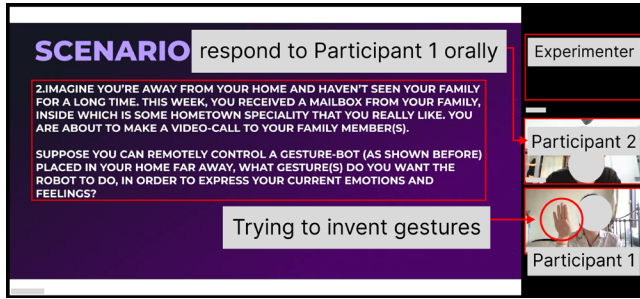 SCENARIO
respond to Participant 1 orally
Experimenter
2.IMAGINE YOU'RE AWAY FROM YOUR HOME AND HAVEN'T SEEN YOUR FAMILY
FOR A LONG TIME. THIS WEEK, YOU RECEIVED A MAILBOX FROM YOUR FAMILY,
INSIDE WHICH IS SOME HOMETOWN SPECIALITY THAT YOU REALLY LIKE. YOU
ARE ABOUT TO MAKE A VIDEO-CALL TO YOUR FAMILY MEMBER(S).
SUPPOSE YOU CAN REMOTELY CONTROL A GESTURE-BOT (AS SHOWN BEFORE)
PLACED IN YOUR HOME FAR AWAY, WHAT GESTURE(S) DO YOU WANT THE
ROBOT TO DO, IN ORDER TO EXPRESS YOUR CURRENT EMOTIONS AND
FEELINGS?
Participant 2
Trying to invent gestures
Participant 1